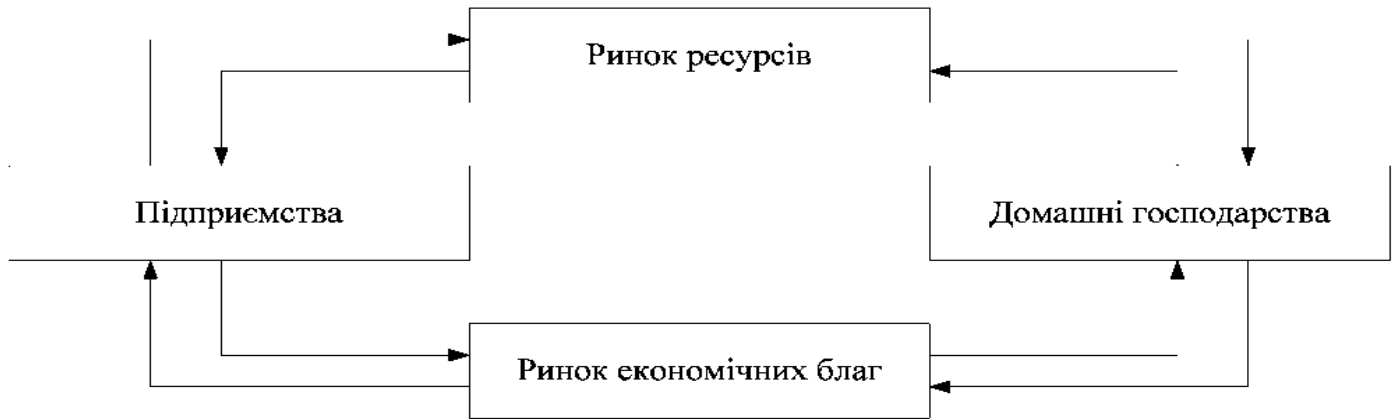 Ринок ресурсів
Підприємства
Домашні господарства
Ринок економічних благ